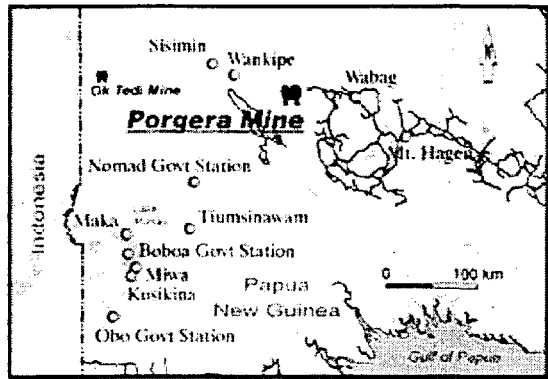 Sisimin
Wankipe
Wabag
Ok Tedi Mine
Porgera Mine
Mt. Hagen
Nomad Govt Station
Indonesia
Maka
Tiumsinawam
Boboa Govt Station
Miwa
Kusikina
Papua
New Guinea
0 100 km
Obo Govt Station
Gulf of Papua